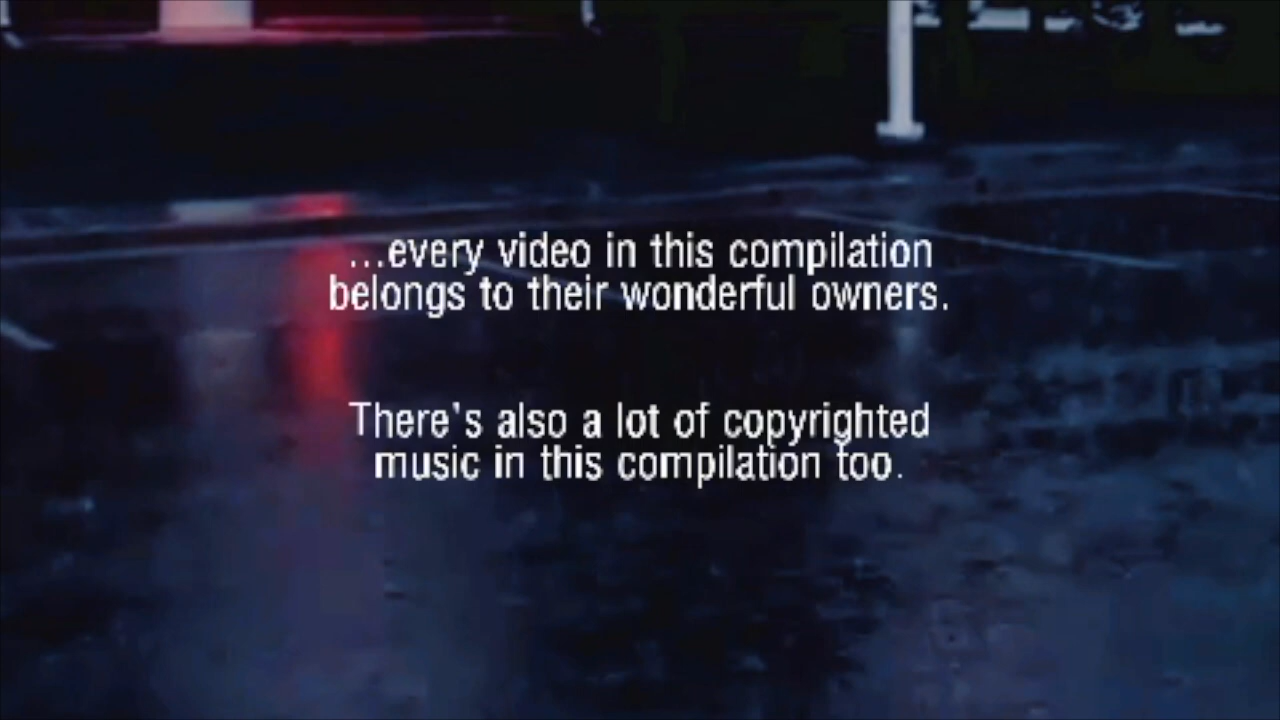 ...every video in this compilation
belongs to their wonderful owners.
There's also a lot of copyrighted
music in this compilation too.